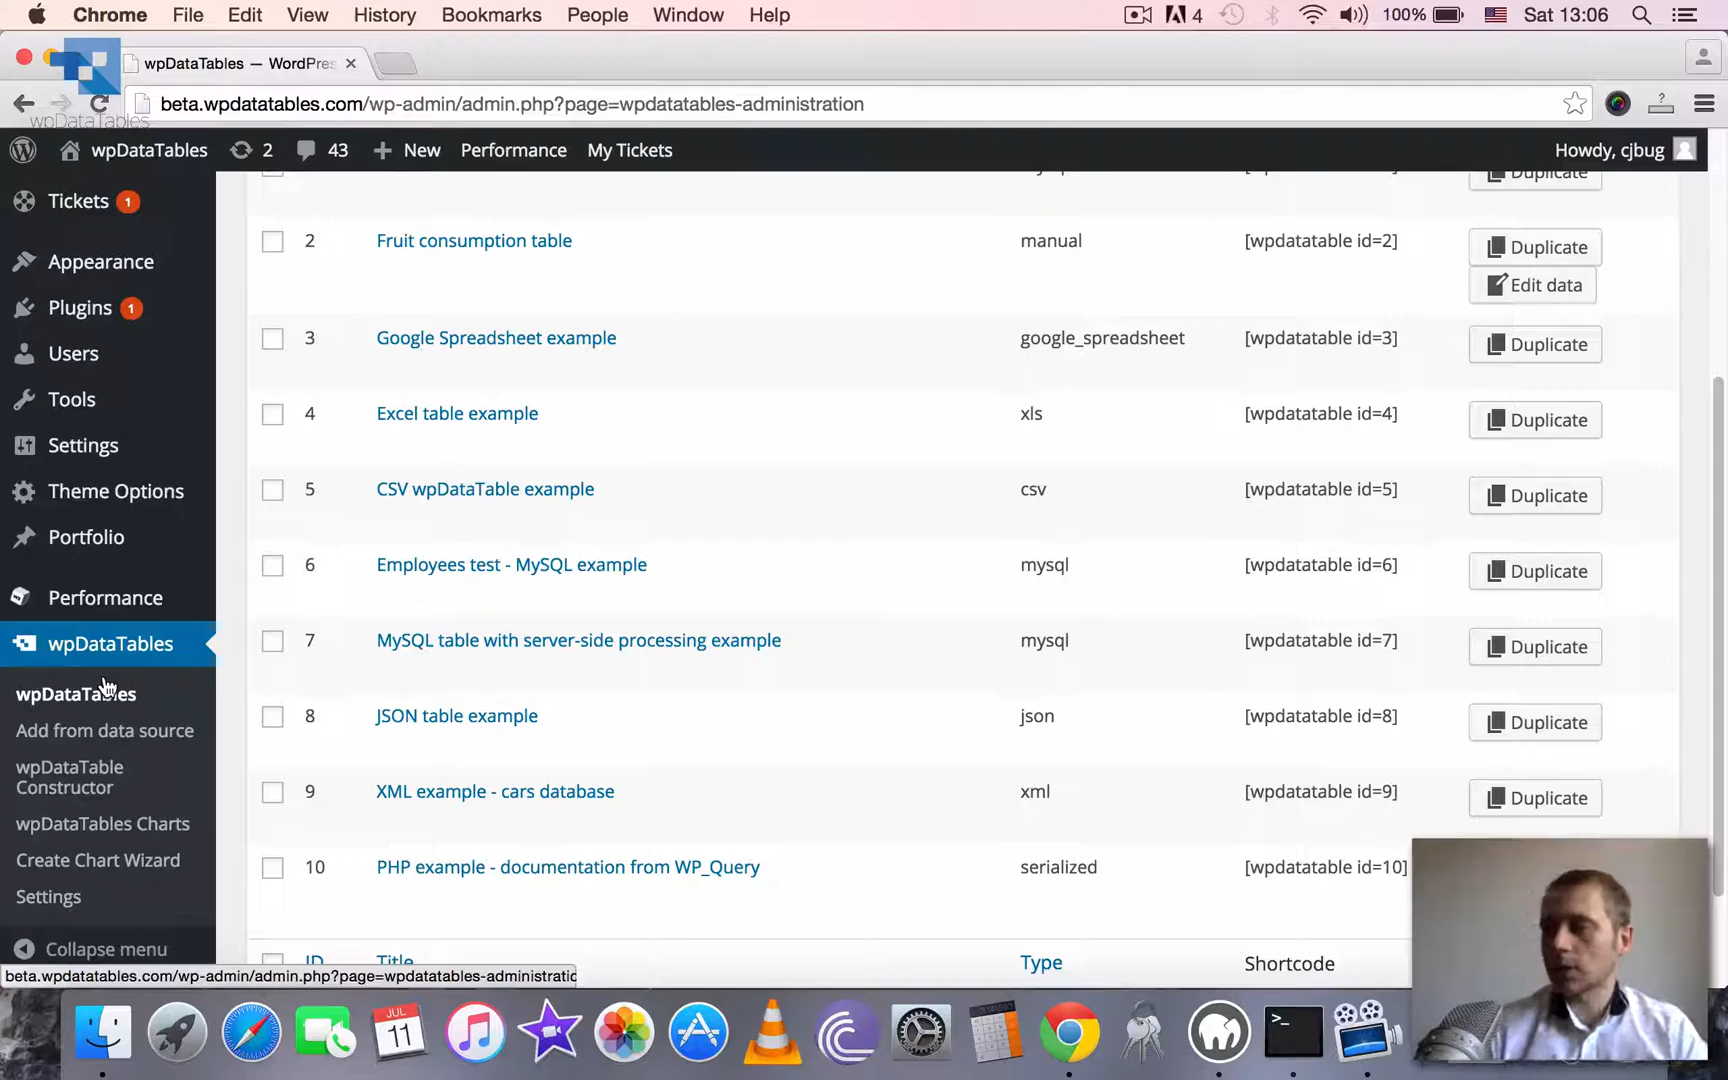 Chrome File Edit View History Bookmarks People Window Help 4 100% Sat 13:06
wpDataTables — WordPres
beta.wpdatatables.com/wp-admin/admin.php?page=wpdatatables-administration
wpDataTables
wpDataTables 2 43 New Performance My Tickets Howdy, cjbug
Tickets 1
Appearance
Plugins 1
Users
Tools
Settings
Theme Options
Portfolio
Performance
wpDataTables
wpDataTables
Add from data source
wpDataTable
Constructor
wpDataTables Charts
Create Chart Wizard
Settings
Collapse menu
Duplicate
2 Fruit consumption table manual [wpdatatable id=2] Duplicate
Edit data
3 Google Spreadsheet example google_spreadsheet [wpdatatable id=3] Duplicate
4 Excel table example xls [wpdatatable id=4] Duplicate
5 CSV wpDataTable example csv [wpdatatable id=5] Duplicate
6 Employees test - MySQL example mysql [wpdatatable id=6] Duplicate
7 MySQL table with server-side processing example mysql [wpdatatable id=7] Duplicate
8 JSON table example json [wpdatatable id=8] Duplicate
9 XML example - cars database xml [wpdatatable id=9] Duplicate
10 PHP example - documentation from WP_Query serialized [wpdatatable id=10]
ID Title Type Shortcode
beta.wpdatatables.com/wp-admin/admin.php?page=wpdatatables-administratio
JUL
11